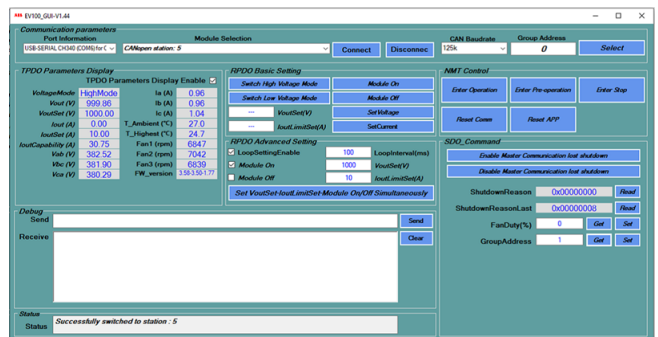 EV100_GUI-V1.44
Communication parameters
Port Information
Module Selection
CAN Baudrate
Group Address
USB-SERIAL CH340 (COM6) for C
CANopen station: 5
Connect
Disconnec
125k
0
Select
TPDO Parameters Display
TPDO Parameters Display Enable
VoltageMode HighMode Ia (A) 0.96
Vout (V) 999.86 Ib (A) 0.96
VoutSet (V) 1000.00 Ic (A) 1.04
Iout (A) 0.00 T_Ambient (°C) 27.0
IoutSet (A) 10.00 T_Highest (°C) 24.7
IoutCapability (A) 30.75 Fan1 (rpm) 6847
Vab (V) 382.52 Fan2 (rpm) 7042
Vbc (V) 381.90 Fan3 (rpm) 6839
Vca (V) 380.29 FW_version 3.58-3.50-1.77
RPDO Basic Setting
Switch High Voltage Mode
Module On
Switch Low Voltage Mode
Module Off
--- VoutSet(V) SetVoltage
--- IoutLimitSet(A) SetCurrent
RPDO Advanced Setting
LoopSettingEnable 100 LoopInterval(ms)
Module On 1000 VoutSet(V)
Module Off 10 IoutLimitSet(A)
Set VoutSet-IoutLimitSet-Module On/Off Simultaneously
NMT Control
Enter Operation
Enter Pre-operation
Enter Stop
Reset Comm
Reset APP
SDO_Command
Enable Master Communication lost shutdown
Disable Master Communication lost shutdown
ShutdownReason 0x00000000 Read
ShutdownReasonLast 0x00000008 Read
FanDuty(%) 0 Get Set
GroupAddress 1 Get Set
Debug
Send
Send
Receive
Clear
Status
Status Successfully switched to station : 5